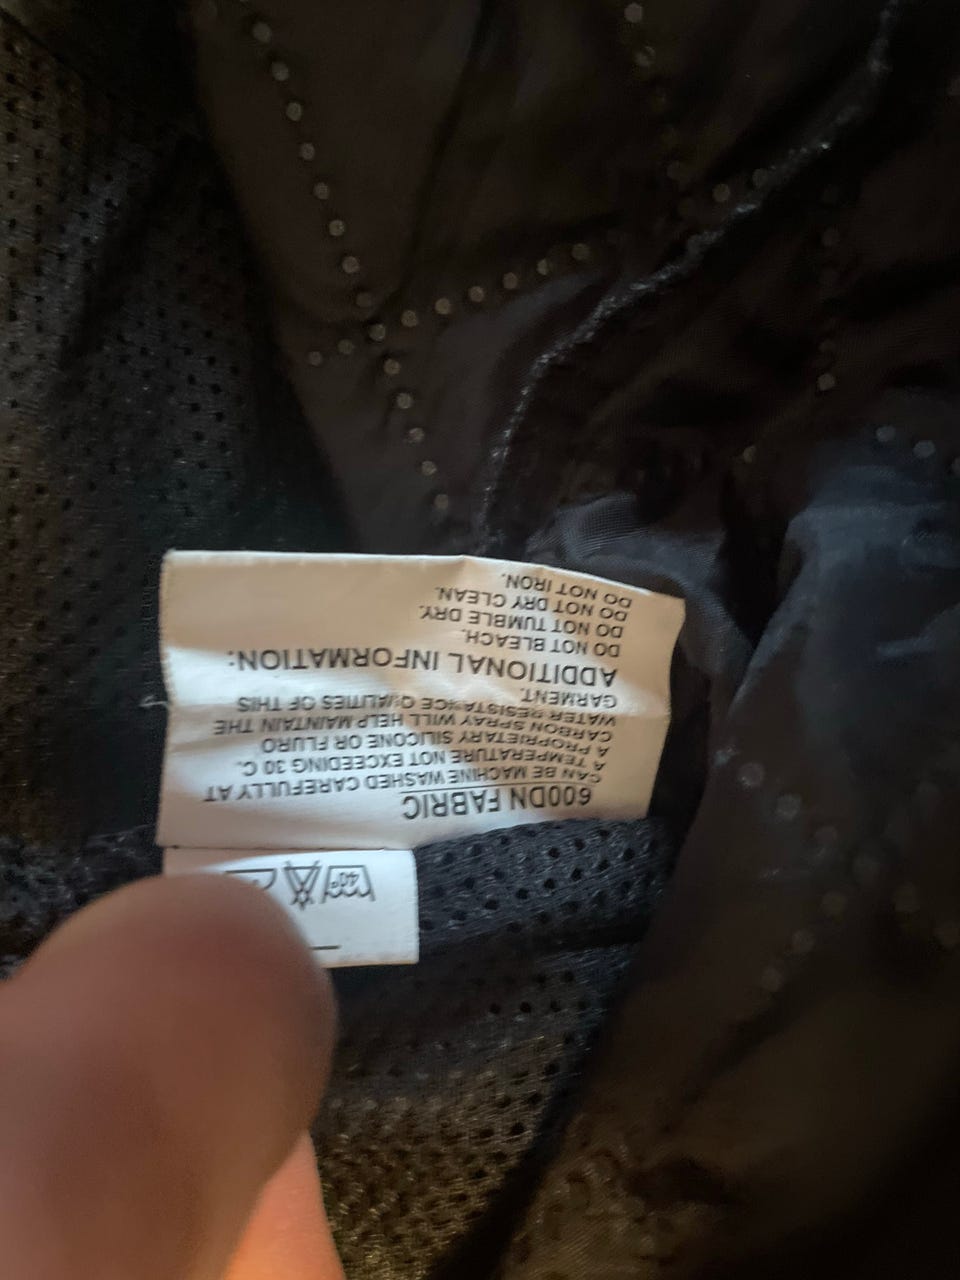 600DN FABRIC
CAN BE MACHINE WASHED CAREFULLY AT
A TEMPERATURE NOT EXCEEDING 30 C.
A PROPRIETARY SILICONE OR FLURO
CARBON SPRAY WILL HELP MAINTAIN THE
WATER RESISTANCE QUALITIES OF THIS
GARMENT.
ADDITIONAL INFORMATION:
DO NOT BLEACH.
DO NOT TUMBLE DRY.
DO NOT DRY CLEAN.
DO NOT IRON.
40°